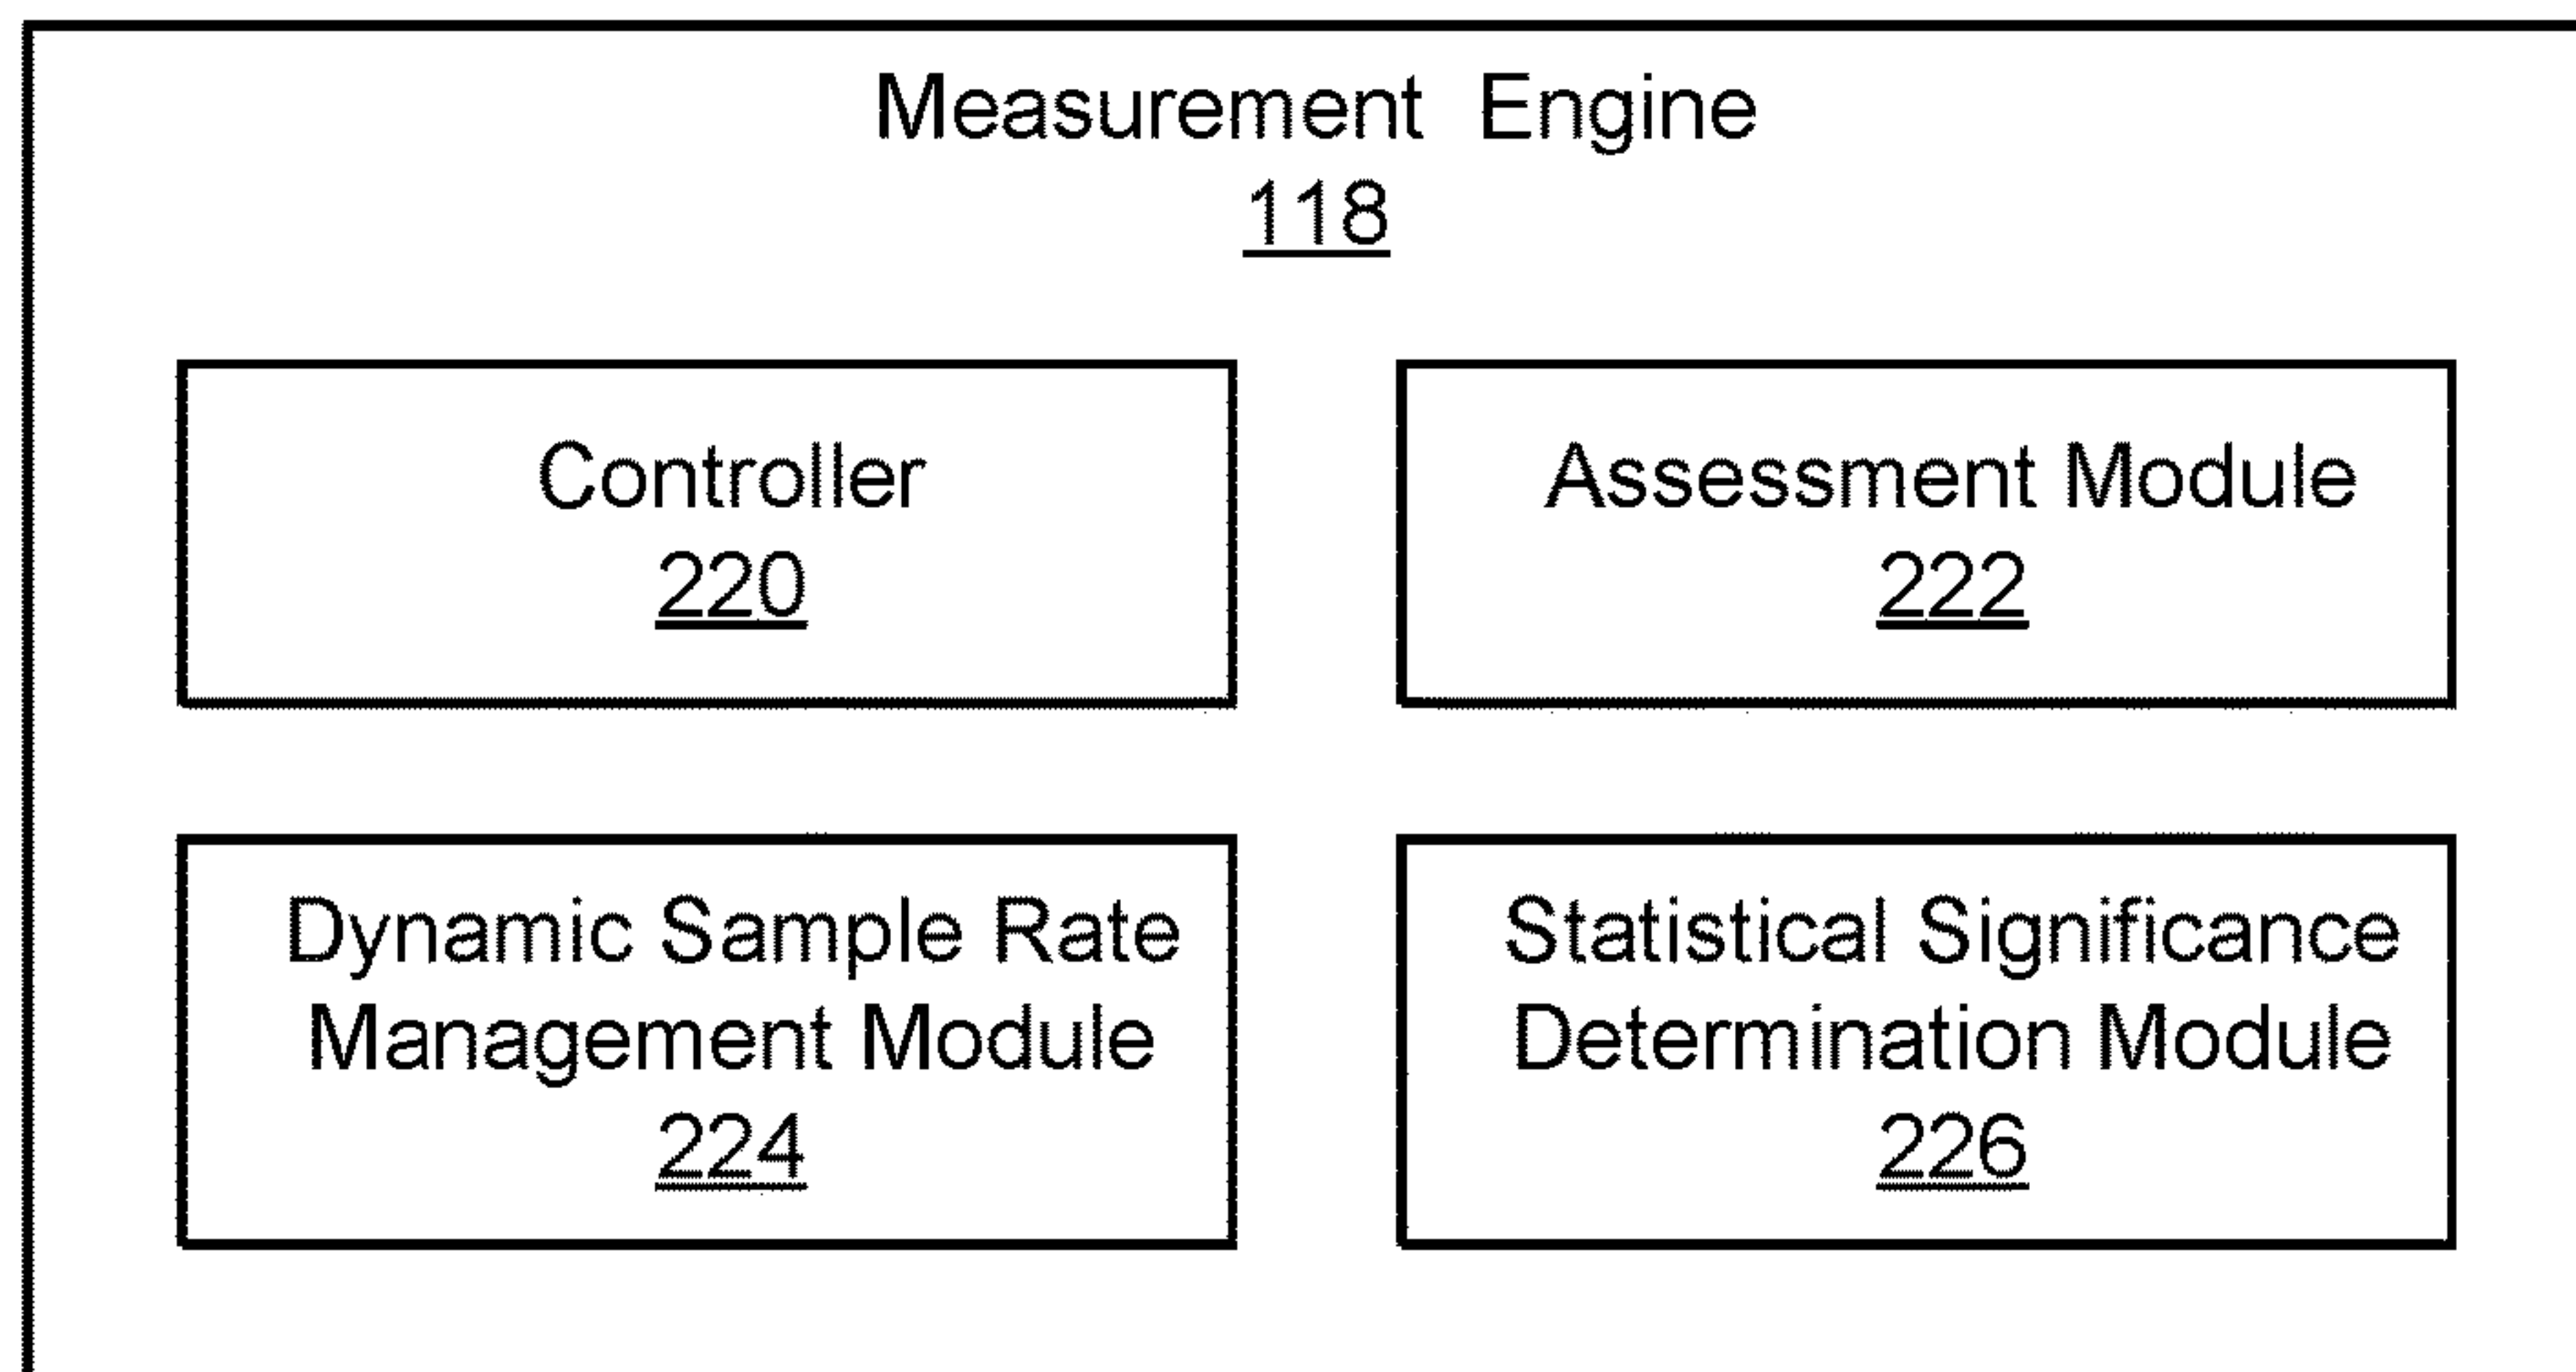 Measurement Engine
118
Controller
220
Assessment Module
222
Dynamic Sample Rate
Management Module
224
Statistical Significance
Determination Module
226